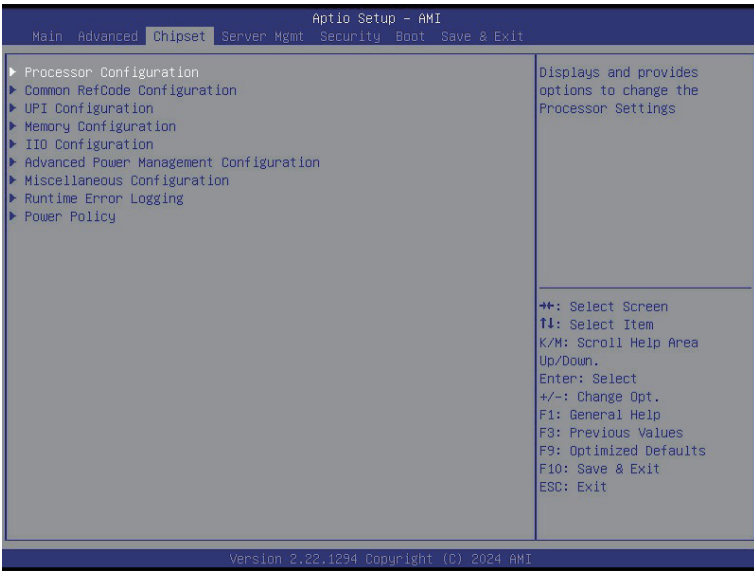 Aptio Setup – AMI
Main Advanced Chipset Server Mgmt Security Boot Save & Exit
Processor Configuration
Common RefCode Configuration
UPI Configuration
Memory Configuration
IIO Configuration
Advanced Power Management Configuration
Miscellaneous Configuration
Runtime Error Logging
Power Policy
Displays and provides
options to change the
Processor Settings
→←: Select Screen
↑↓: Select Item
K/M: Scroll Help Area
Up/Down.
Enter: Select
+/-: Change Opt.
F1: General Help
F3: Previous Values
F9: Optimized Defaults
F10: Save & Exit
ESC: Exit
Version 2.22.1294 Copyright (C) 2024 AMI